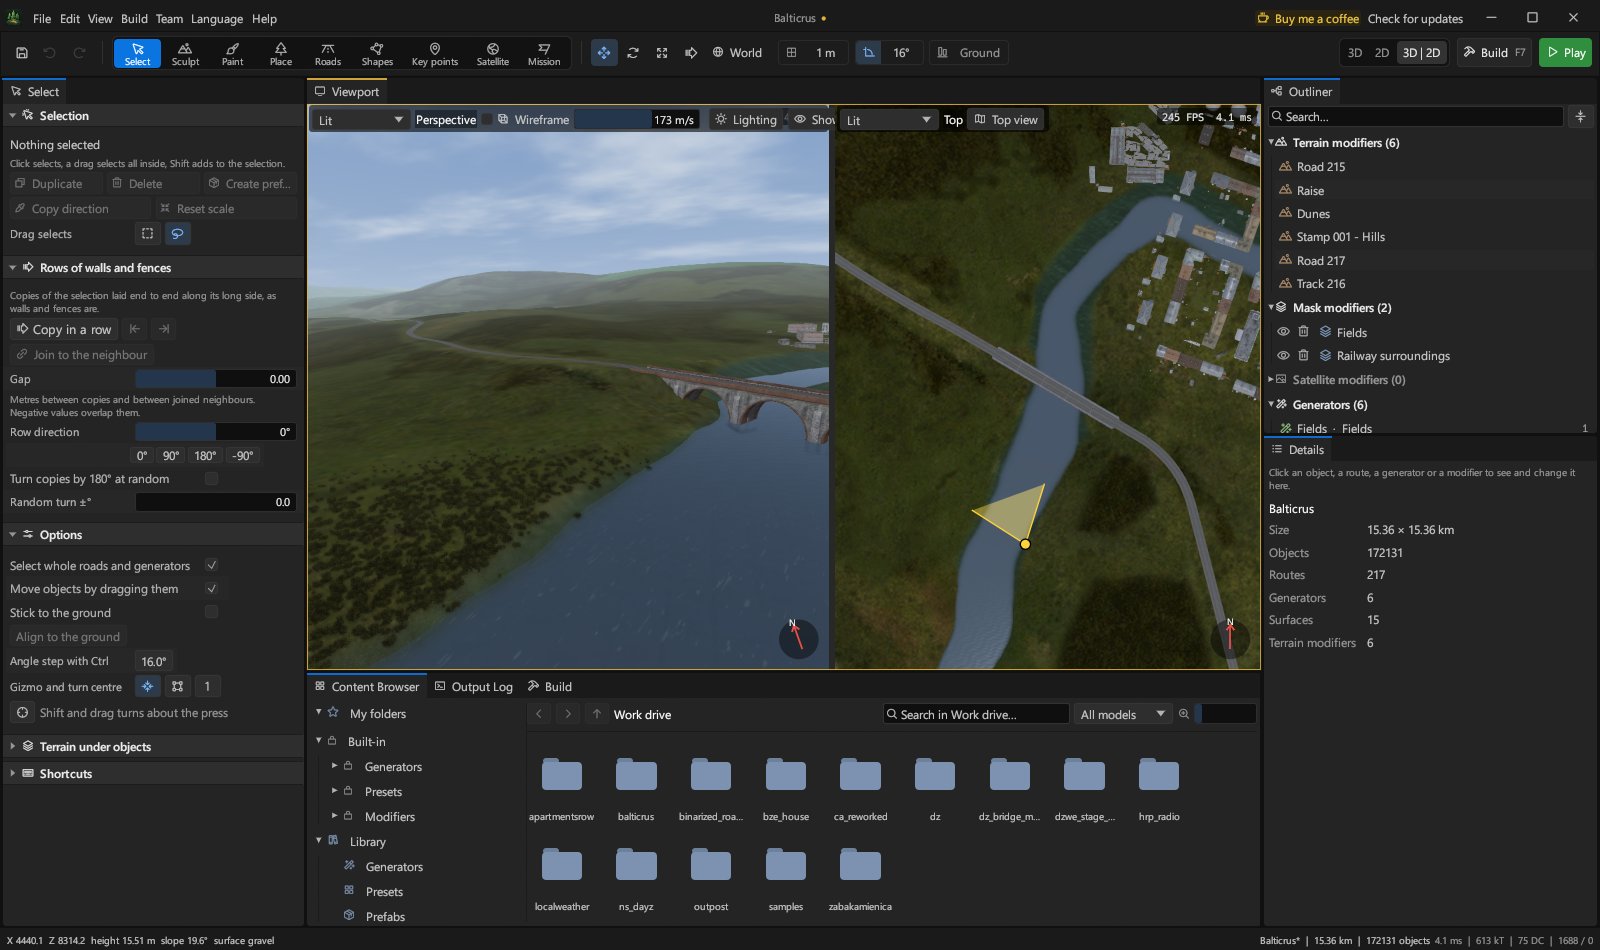 File Edit View Build Team Language Help
Balticrus
Buy me a coffee Check for updates
Select Sculpt Paint Place Roads Shapes Key points Satellite Mission
World 1 m 16° Ground
3D 2D 3D | 2D Build F7 Play
Select
Selection
Nothing selected
Click selects, a drag selects all inside, Shift adds to the selection.
Duplicate Delete Create pref...
Copy direction Reset scale
Drag selects
Rows of walls and fences
Copies of the selection laid end to end along its long side, as
walls and fences are.
Copy in a row
Join to the neighbour
Gap 0.00
Metres between copies and between joined neighbours.
Negative values overlap them.
Row direction 0°
0° 90° 180° -90°
Turn copies by 180° at random
Random turn ±° 0.0
Options
Select whole roads and generators
Move objects by dragging them
Stick to the ground
Align to the ground
Angle step with Ctrl 16.0°
Gizmo and turn centre 1
Shift and drag turns about the press
Terrain under objects
Shortcuts
Viewport
Lit Perspective Wireframe 173 m/s Lighting Show
Lit Top Top view 245 FPS 4.1 ms
N
N
Content Browser Output Log Build
My folders
Built-in
Generators
Presets
Modifiers
Library
Generators
Presets
Prefabs
Work drive Search in Work drive... All models
apartmentsrow balticrus binarized_roa... bze_house ca_reworked dz dz_bridge_m... dzwe_stage_... hrp_radio
localweather ns_dayz outpost samples zabakamienica
Outliner
Search...
Terrain modifiers (6)
Road 215
Raise
Dunes
Stamp 001 - Hills
Road 217
Track 216
Mask modifiers (2)
Fields
Railway surroundings
Satellite modifiers (0)
Generators (6)
Fields · Fields 1
Details
Click an object, a route, a generator or a modifier to see and change it
here.
Balticrus
Size 15.36 × 15.36 km
Objects 172131
Routes 217
Generators 6
Surfaces 15
Terrain modifiers 6
X 4440.1 Z 8314.2 height 15.51 m slope 19.6° surface gravel
Balticrus* | 15.36 km | 172131 objects 4.1 ms | 613 kT | 75 DC | 1688 / 0